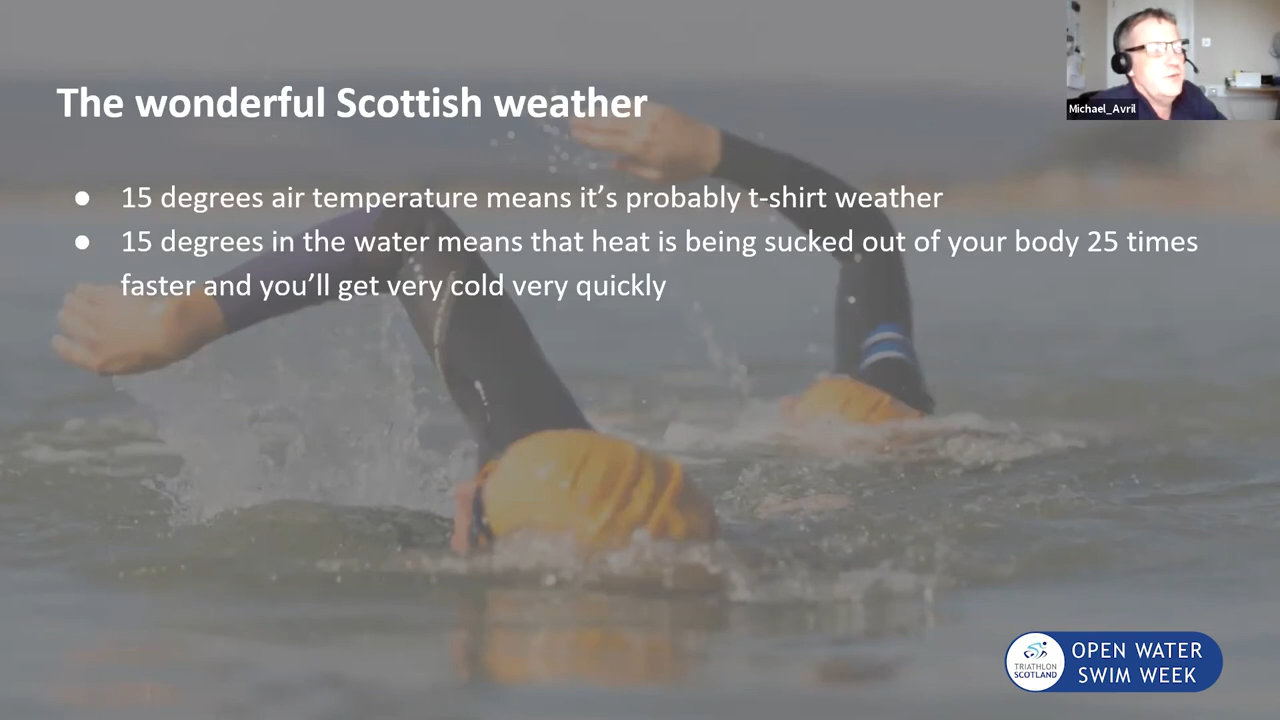 The wonderful Scottish weather
Michael_Avril
● 15 degrees air temperature means it’s probably t-shirt weather
● 15 degrees in the water means that heat is being sucked out of your body 25 times
faster and you’ll get very cold very quickly
TRIATHLON
SCOTLAND
OPEN WATER
SWIM WEEK